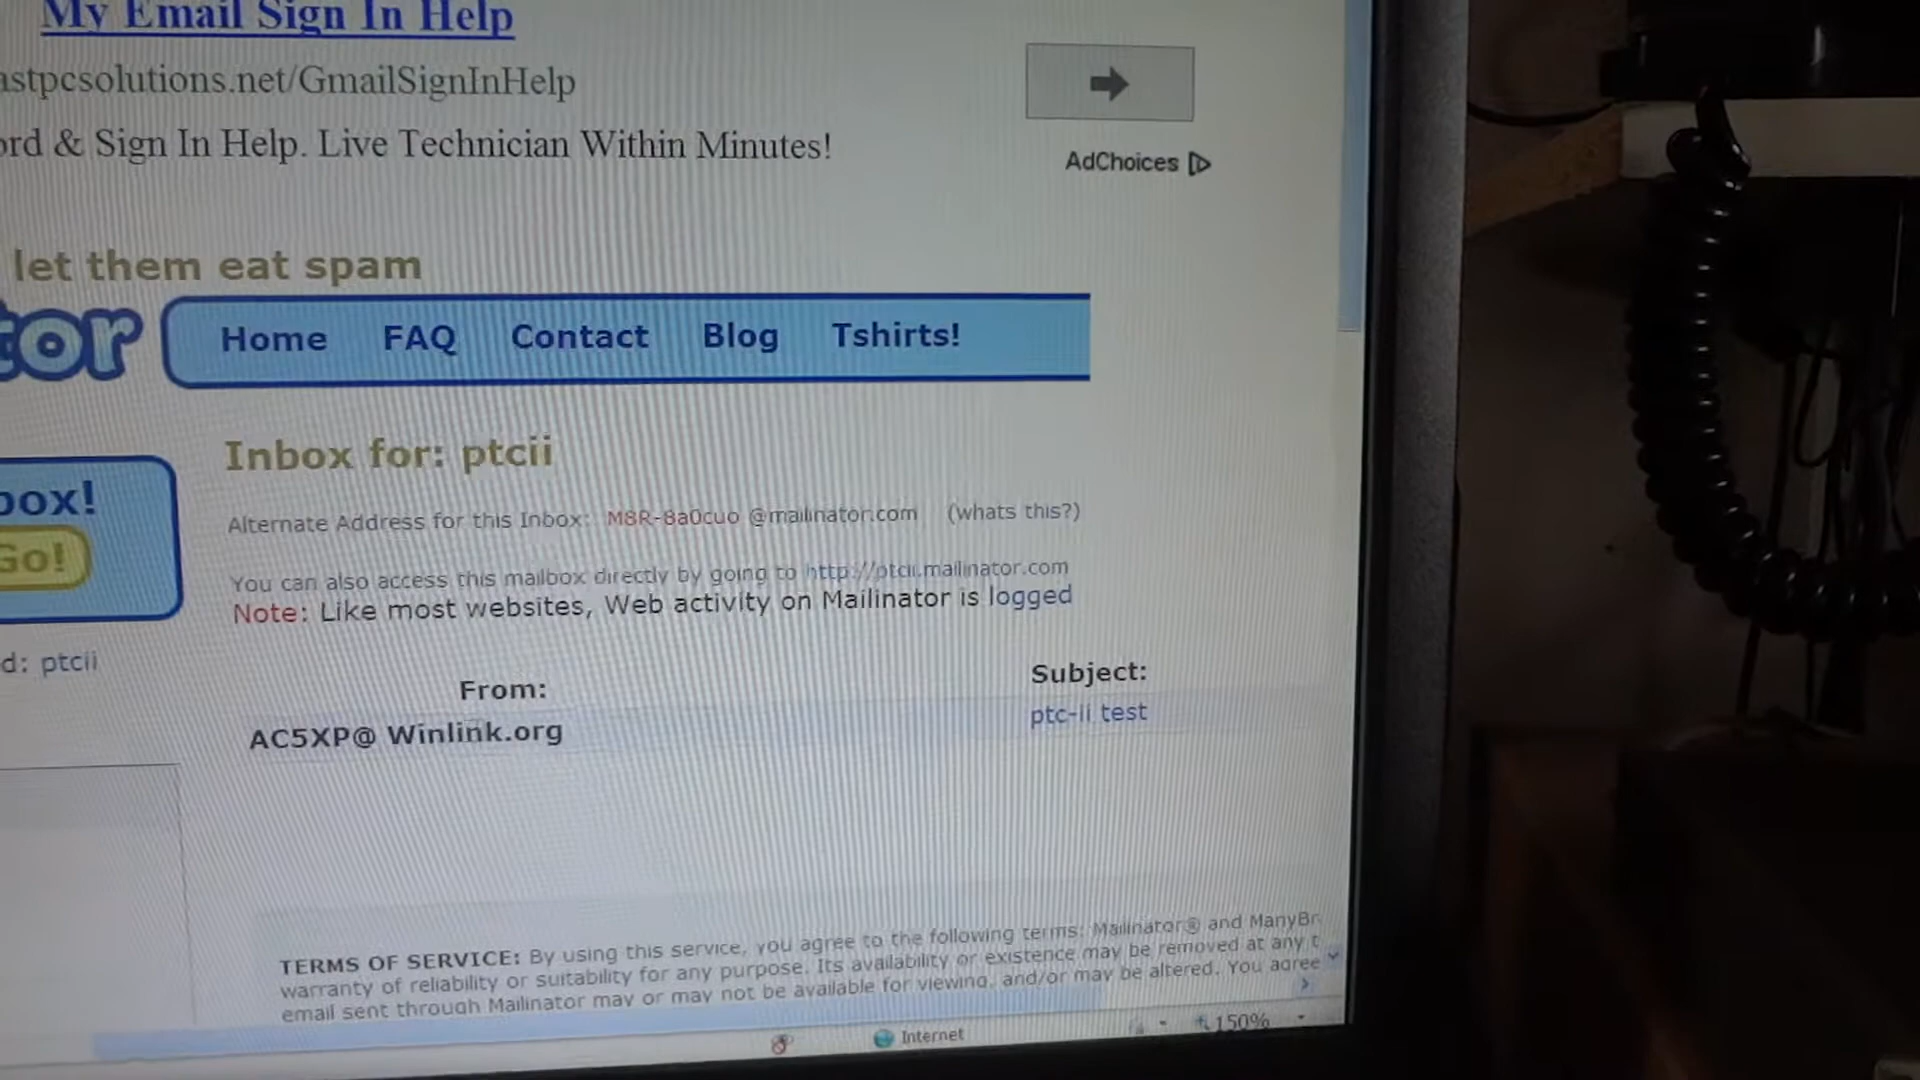 My Email Sign In Help
astpcsolutions.net/GmailSignInHelp
ord & Sign In Help. Live Technician Within Minutes!
AdChoices
let them eat spam
tor
Home FAQ Contact Blog Tshirts!
Inbox for: ptcii
box!
Go!
Alternate Address for this Inbox: M8R-8a0cuo @mailinator.com (whats this?)
You can also access this mailbox directly by going to http://ptcii.mailinator.com
Note: Like most websites, Web activity on Mailinator is logged
d: ptcii
From: Subject:
AC5XP@ Winlink.org ptc-ii test
TERMS OF SERVICE: By using this service, you agree to the following terms: Mailinator® and ManyBr
warranty of reliability or suitability for any purpose. Its availability or existence may be removed at any t
email sent through Mailinator may or may not be available for viewing, and/or may be altered. You agree
Internet 150%